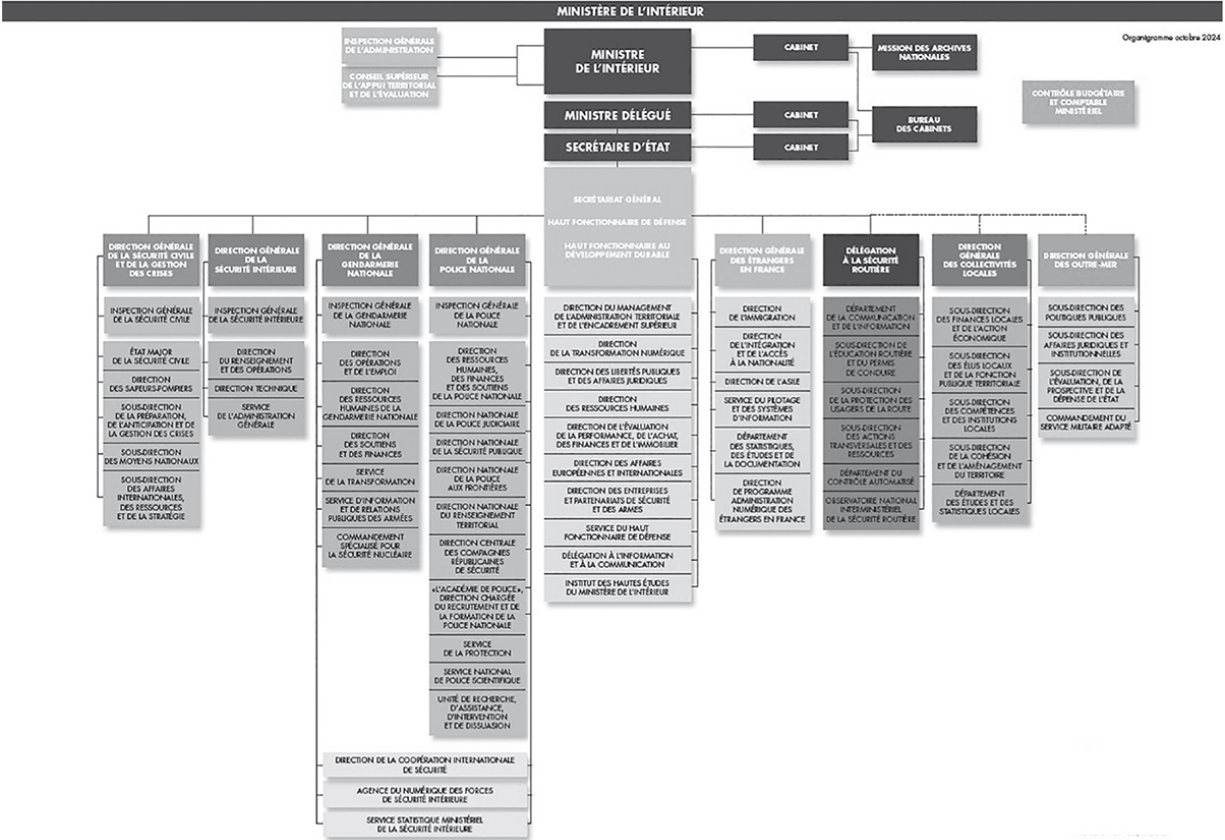 MINISTÈRE DE L'INTÉRIEUR
Organigramme octobre 2024
INSPECTION GÉNÉRALE
DE L'ADMINISTRATION
CONSEIL SUPÉRIEUR
DE L'APPUI TERRITORIAL
ET DE L'ÉVALUATION
MINISTRE
DE L'INTÉRIEUR
CABINET
MISSION DES ARCHIVES
NATIONALES
MINISTRE DÉLÉGUÉ
CABINET
BUREAU
DES CABINETS
SECRÉTAIRE D'ÉTAT
CABINET
CONTRÔLE BUDGÉTAIRE
ET COMPTABLE
MINISTÉRIEL
SECRÉTARIAT GÉNÉRAL
HAUT FONCTIONNAIRE DE DÉFENSE
HAUT FONCTIONNAIRE AU
DÉVELOPPEMENT DURABLE
DIRECTION GÉNÉRALE
DE LA SÉCURITÉ CIVILE
ET DE LA GESTION
DES CRISES
INSPECTION GÉNÉRALE
DE LA SÉCURITÉ CIVILE
ÉTAT MAJOR
DE LA SÉCURITÉ CIVILE
DIRECTION
DES SAPEURS-POMPIERS
SOUS-DIRECTION
DE LA PRÉPARATION,
DE L'ANTICIPATION ET DE
LA GESTION DES CRISES
SOUS-DIRECTION
DES MOYENS NATIONAUX
SOUS-DIRECTION
DES AFFAIRES
INTERNATIONALES,
DES RESSOURCES
ET DE LA STRATÉGIE
DIRECTION GÉNÉRALE
DE LA
SÉCURITÉ INTÉRIEURE
INSPECTION GÉNÉRALE
DE LA SÉCURITÉ INTÉRIEURE
DIRECTION
DU RENSEIGNEMENT
ET DES OPÉRATIONS
DIRECTION TECHNIQUE
SERVICE
DE L'ADMINISTRATION
GÉNÉRALE
DIRECTION GÉNÉRALE
DE LA
GENDARMERIE
NATIONALE
INSPECTION GÉNÉRALE
DE LA GENDARMERIE
NATIONALE
DIRECTION
DES OPÉRATIONS
ET DE L'EMPLOI
DIRECTION
DES RESSOURCES
HUMAINES DE LA
GENDARMERIE NATIONALE
DIRECTION
DES SOUTIENS
ET DES FINANCES
SERVICE
DE LA TRANSFORMATION
SERVICE D'INFORMATION
ET DE RELATIONS
PUBLIQUES DES ARMÉES
COMMANDEMENT
SPÉCIALISÉ POUR
LA SÉCURITÉ NUCLÉAIRE
DIRECTION GÉNÉRALE
DE LA
POLICE NATIONALE
INSPECTION GÉNÉRALE
DE LA POLICE
NATIONALE
DIRECTION
DES RESSOURCES
HUMAINES,
DES FINANCES
ET DES SOUTIENS
DE LA POLICE NATIONALE
DIRECTION NATIONALE
DE LA POLICE JUDICIAIRE
DIRECTION NATIONALE
DE LA SÉCURITÉ PUBLIQUE
DIRECTION NATIONALE
DE LA POLICE
AUX FRONTIÈRES
DIRECTION NATIONALE
DU RENSEIGNEMENT
TERRITORIAL
DIRECTION CENTRALE
DES COMPAGNIES
RÉPUBLICAINES
DE SÉCURITÉ
«L'ACADÉMIE DE POLICE»,
DIRECTION CHARGÉE
DU RECRUTEMENT ET DE
LA FORMATION DE LA
POLICE NATIONALE
SERVICE
DE LA PROTECTION
SERVICE NATIONAL
DE POLICE SCIENTIFIQUE
UNITÉ DE RECHERCHE,
D'ASSISTANCE,
D'INTERVENTION
ET DE DISSUASION
DIRECTION DE LA COOPÉRATION INTERNATIONALE
DE SÉCURITÉ
AGENCE DU NUMÉRIQUE DES FORCES
DE SÉCURITÉ INTÉRIEURE
SERVICE STATISTIQUE MINISTÉRIEL
DE LA SÉCURITÉ INTÉRIEURE
DIRECTION DU MANAGEMENT
DE L'ADMINISTRATION TERRITORIALE
ET DE L'ENCADREMENT SUPÉRIEUR
DIRECTION
DE LA TRANSFORMATION NUMÉRIQUE
DIRECTION DES LIBERTÉS PUBLIQUES
ET DES AFFAIRES JURIDIQUES
DIRECTION
DES RESSOURCES HUMAINES
DIRECTION DE L'ÉVALUATION
DE LA PERFORMANCE, DE L'ACHAT,
DES FINANCES ET DE L'IMMOBILIER
DIRECTION DES AFFAIRES
EUROPÉENNES ET INTERNATIONALES
DIRECTION DES ENTREPRISES
ET PARTENARIATS DE SÉCURITÉ
ET DES ARMES
SERVICE DU HAUT
FONCTIONNAIRE DE DÉFENSE
DÉLÉGATION À L'INFORMATION
ET À LA COMMUNICATION
INSTITUT DES HAUTES ÉTUDES
DU MINISTÈRE DE L'INTÉRIEUR
DIRECTION GÉNÉRALE
DES ÉTRANGERS
EN FRANCE
DIRECTION
DE L'IMMIGRATION
DIRECTION
DE L'INTÉGRATION
ET DE L'ACCÈS
À LA NATIONALITÉ
DIRECTION DE L'ASILE
SERVICE DU PILOTAGE
ET DES SYSTÈMES
D'INFORMATION
DÉPARTEMENT
DES STATISTIQUES,
DES ÉTUDES ET DE
LA DOCUMENTATION
DIRECTION
DE PROGRAMME
ADMINISTRATION
NUMÉRIQUE DES
ÉTRANGERS EN FRANCE
DÉLÉGATION
À LA SÉCURITÉ
ROUTIÈRE
DÉPARTEMENT
DE LA COMMUNICATION
ET DE L'INFORMATION
SOUS-DIRECTION DE
L'ÉDUCATION ROUTIÈRE
ET DU PERMIS
DE CONDUIRE
SOUS-DIRECTION
DE LA PROTECTION DES
USAGERS DE LA ROUTE
SOUS-DIRECTION
DES ACTIONS
TRANSVERSALES ET DES
RESSOURCES
DÉPARTEMENT DU
CONTRÔLE AUTOMATISÉ
OBSERVATOIRE NATIONAL
INTERMINISTÉRIEL
DE LA SÉCURITÉ ROUTIÈRE
DIRECTION
GÉNÉRALE
DES COLLECTIVITÉS
LOCALES
SOUS-DIRECTION
DES FINANCES LOCALES
ET DE L'ACTION
ÉCONOMIQUE
SOUS-DIRECTION
DES ÉLUS LOCAUX
ET DE LA FONCTION
PUBLIQUE TERRITORIALE
SOUS-DIRECTION
DES COMPÉTENCES
ET DES INSTITUTIONS
LOCALES
SOUS-DIRECTION
DE LA COHÉSION
ET DE L'AMÉNAGEMENT
DU TERRITOIRE
DÉPARTEMENT
DES ÉTUDES ET DES
STATISTIQUES LOCALES
DIRECTION GÉNÉRALE
DES OUTRE-MER
SOUS-DIRECTION DES
POLITIQUES PUBLIQUES
SOUS-DIRECTION DES
AFFAIRES JURIDIQUES ET
INSTITUTIONNELLES
SOUS-DIRECTION DE
L'ÉVALUATION, DE LA
PROSPECTIVE ET DE LA
DÉPENSE DE L'ÉTAT
COMMANDEMENT DU
SERVICE MILITAIRE ADAPTÉ